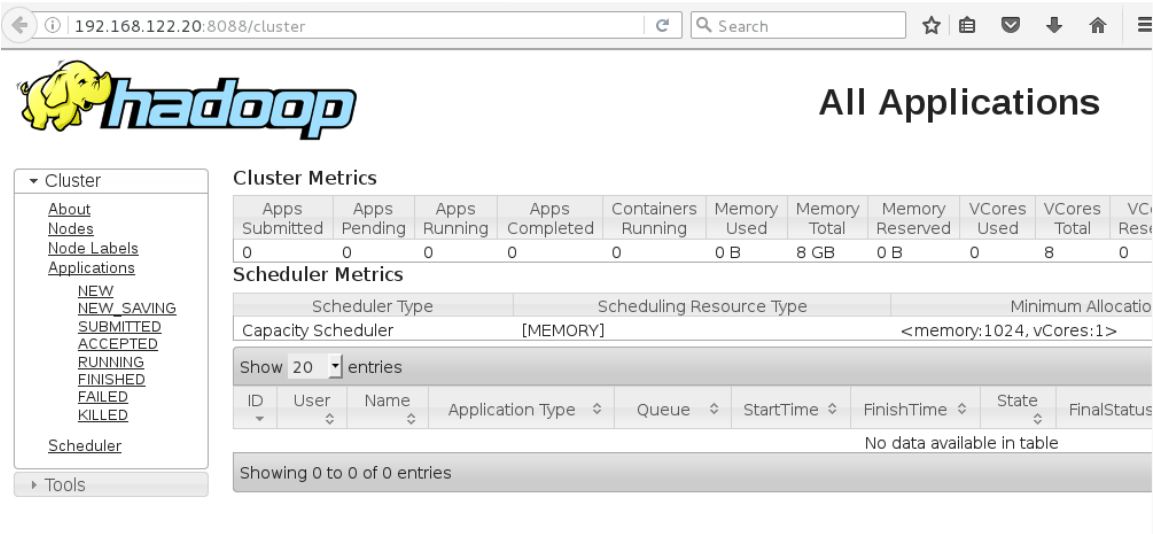 192.168.122.20:8088/cluster
Search
hadoop
All Applications
Cluster
About
Nodes
Node Labels
Applications
NEW
NEW_SAVING
SUBMITTED
ACCEPTED
RUNNING
FINISHED
FAILED
KILLED
Scheduler
Tools
Cluster Metrics
Apps Submitted Apps Pending Apps Running Apps Completed Containers Running Memory Used Memory Total Memory Reserved VCores Used VCores Total VC Rese
0 0 0 0 0 0 B 8 GB 0 B 0 8 0
Scheduler Metrics
Scheduler Type Scheduling Resource Type Minimum Allocatio
Capacity Scheduler [MEMORY] <memory:1024, vCores:1>
Show 20 entries
ID User Name Application Type Queue StartTime FinishTime State FinalStatus
No data available in table
Showing 0 to 0 of 0 entries